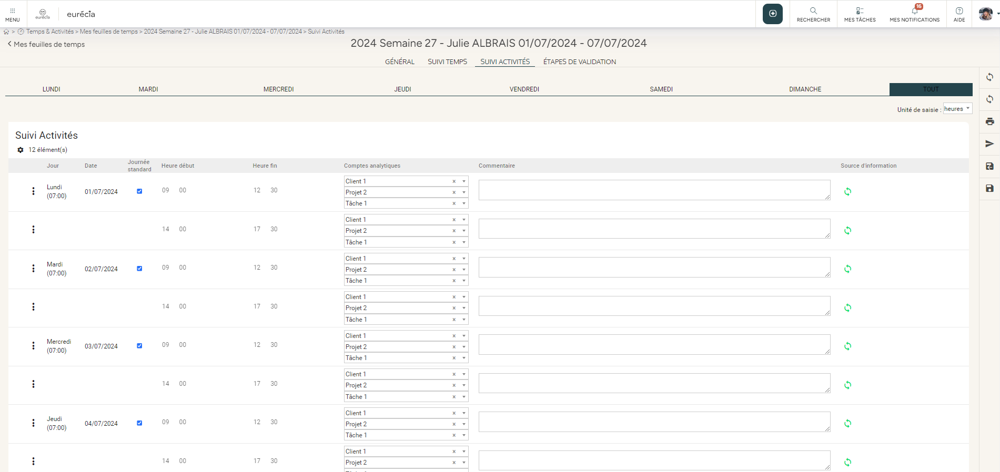 MENU
eurécia
eurécia
RECHERCHER
MES TÂCHES
16
MES NOTIFICATIONS
AIDE
> Temps & Activités > Mes feuilles de temps > 2024 Semaine 27 - Julie ALBRAIS 01/07/2024 - 07/07/2024 > Suivi Activités
Mes feuilles de temps
2024 Semaine 27 - Julie ALBRAIS 01/07/2024 - 07/07/2024
GÉNÉRAL SUIVI TEMPS SUIVI ACTIVITÉS ÉTAPES DE VALIDATION
LUNDI MARDI MERCREDI JEUDI VENDREDI SAMEDI DIMANCHE TOUT
Unité de saisie : heures
Suivi Activités
12 élément(s)
Jour Date Journée standard Heure début Heure fin Comptes analytiques Commentaire Source d'information
Lundi (07:00) 01/07/2024 09 00 12 30
Client 1 ×
Projet 2 ×
Tâche 1 ×
14 00 17 30
Client 1 ×
Projet 2 ×
Tâche 1 ×
Mardi (07:00) 02/07/2024 09 00 12 30
Client 1 ×
Projet 2 ×
Tâche 1 ×
14 00 17 30
Client 1 ×
Projet 2 ×
Tâche 1 ×
Mercredi (07:00) 03/07/2024 09 00 12 30
Client 1 ×
Projet 2 ×
Tâche 1 ×
14 00 17 30
Client 1 ×
Projet 2 ×
Tâche 1 ×
Jeudi (07:00) 04/07/2024 09 00 12 30
Client 1 ×
Projet 2 ×
Tâche 1 ×
14 00 17 30
Client 1 ×
Projet 2 ×